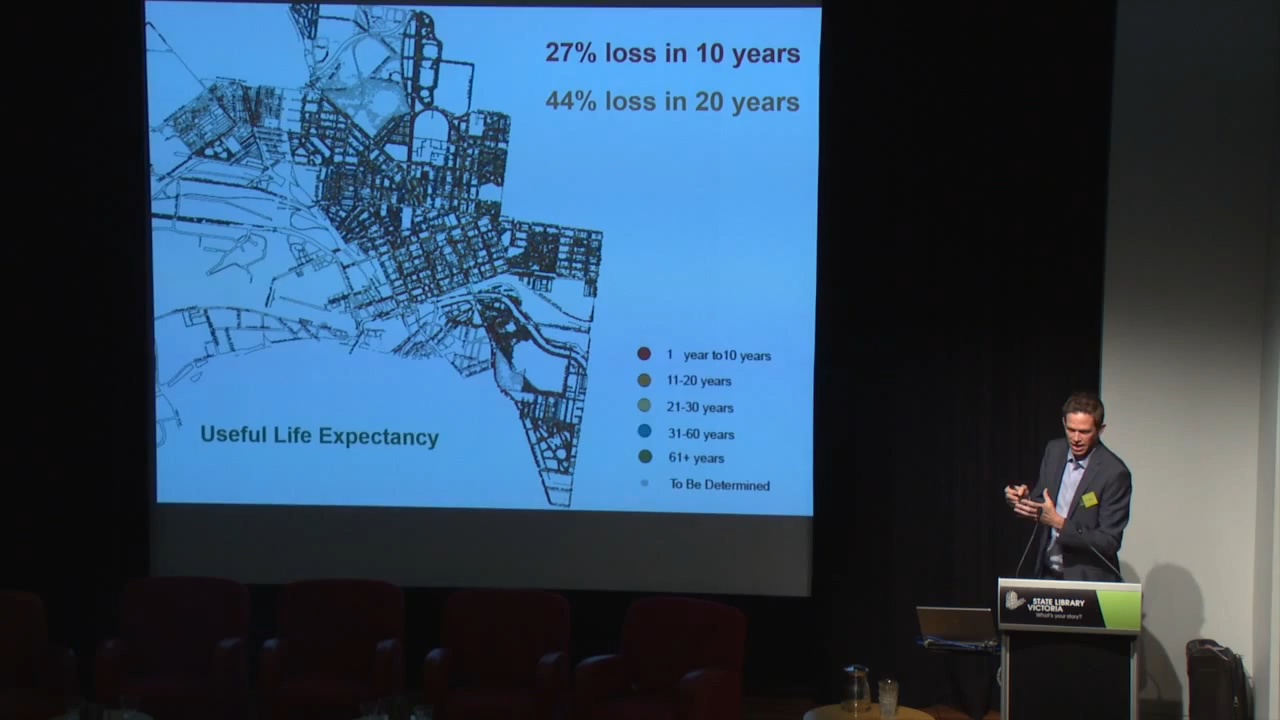 27% loss in 10 years
44% loss in 20 years
1 year to10 years
11-20 years
21-30 years
31-60 years
61+ years
To Be Determined
Useful Life Expectancy
STATE LIBRARY
VICTORIA
What's your story?